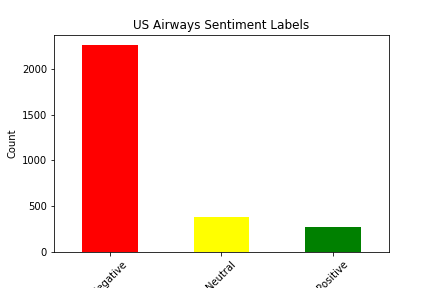 US Airways Sentiment Labels
2000
1500
1000
500
0
Count
egative
Neutral
Positive